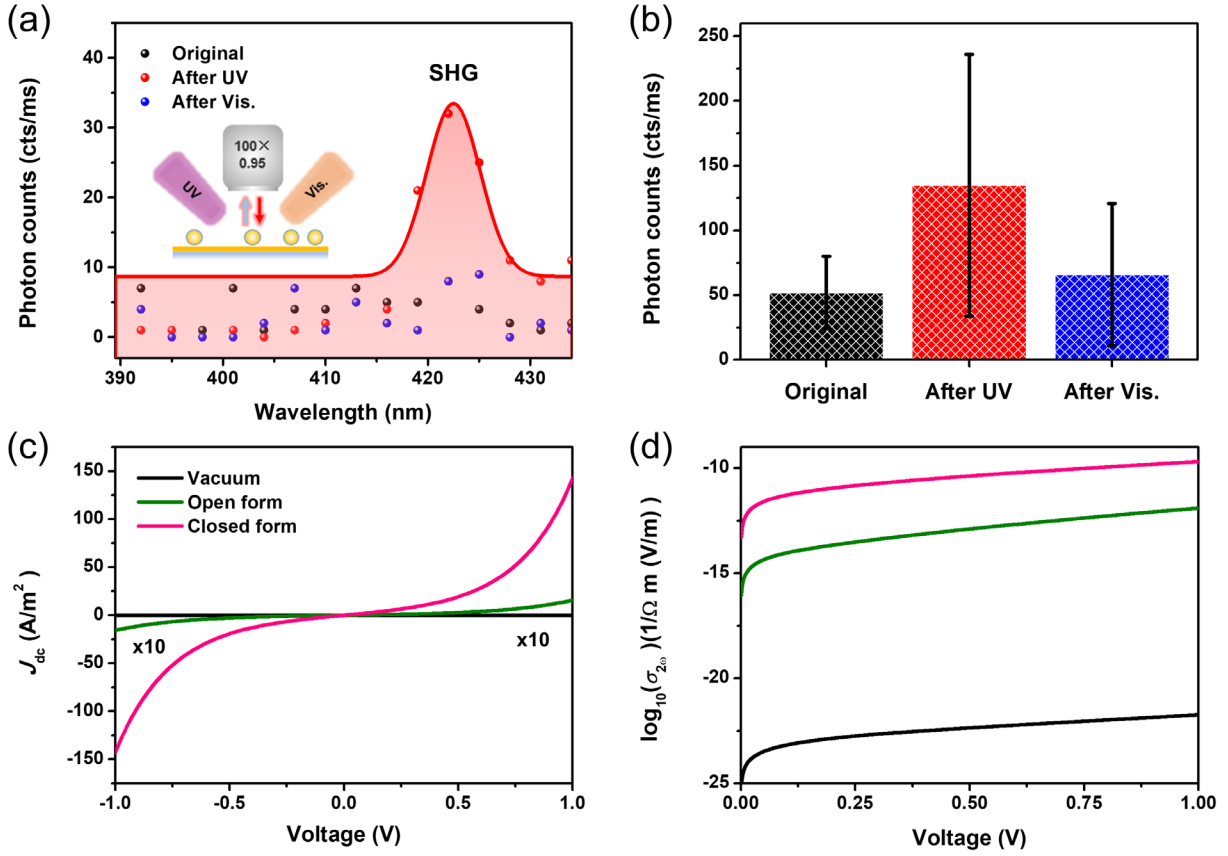 (a)
45
40
30
20
10
0
Photon counts (cts/ms)
Original
After UV
After Vis.
SHG
100×
0.95
UV
Vis.
390
400
410
420
430
Wavelength (nm)
(b)
250
200
150
100
50
0
Photon counts (cts/ms)
Original
After UV
After Vis.
(c)
150
100
50
0
-50
-100
-150
J_dc (A/m²)
Vacuum
Open form
Closed form
x10
x10
-1.0
-0.5
0.0
0.5
1.0
Voltage (V)
(d)
-10
-15
-20
-25
log₁₀(σ₂ω)(1/Ω m (V/m)
0.00
0.25
0.50
0.75
1.00
Voltage (V)